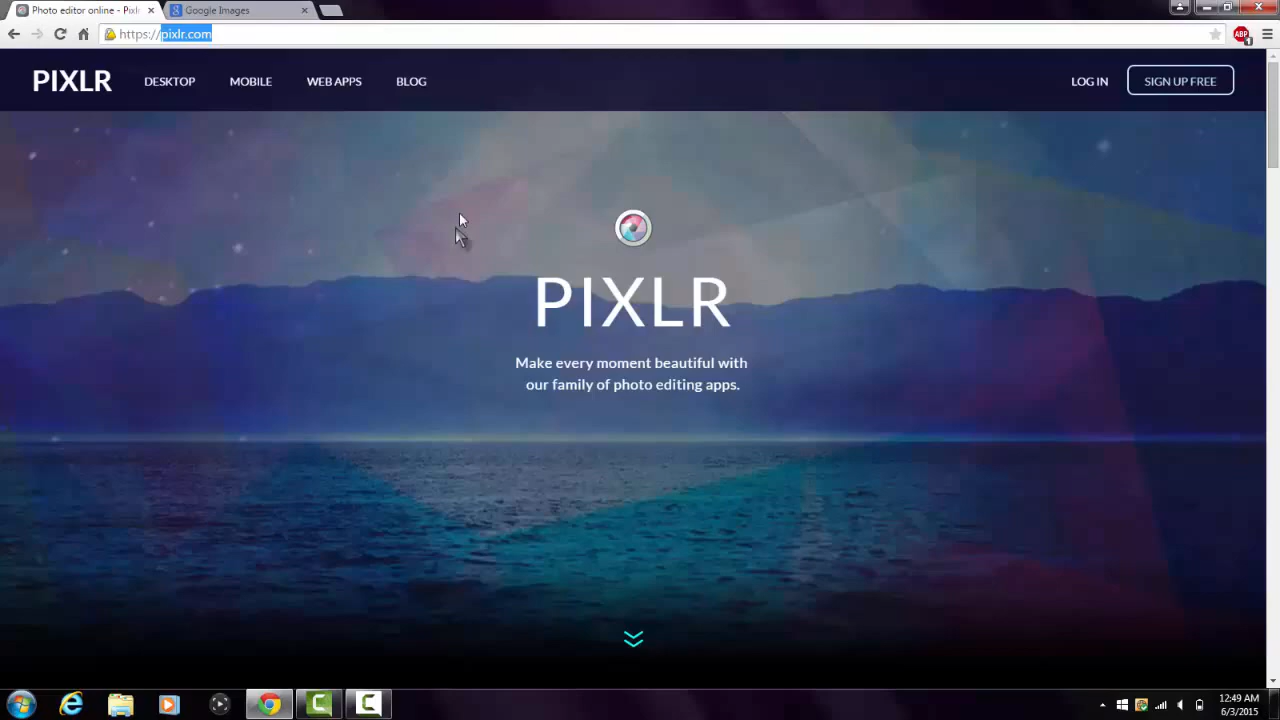 Photo editor online - Pixlr
Google Images
https://pixlr.com
ABP
1
PIXLR
DESKTOP
MOBILE
WEB APPS
BLOG
LOG IN
SIGN UP FREE
PIXLR
Make every moment beautiful with
our family of photo editing apps.
12:49 AM
6/3/2015